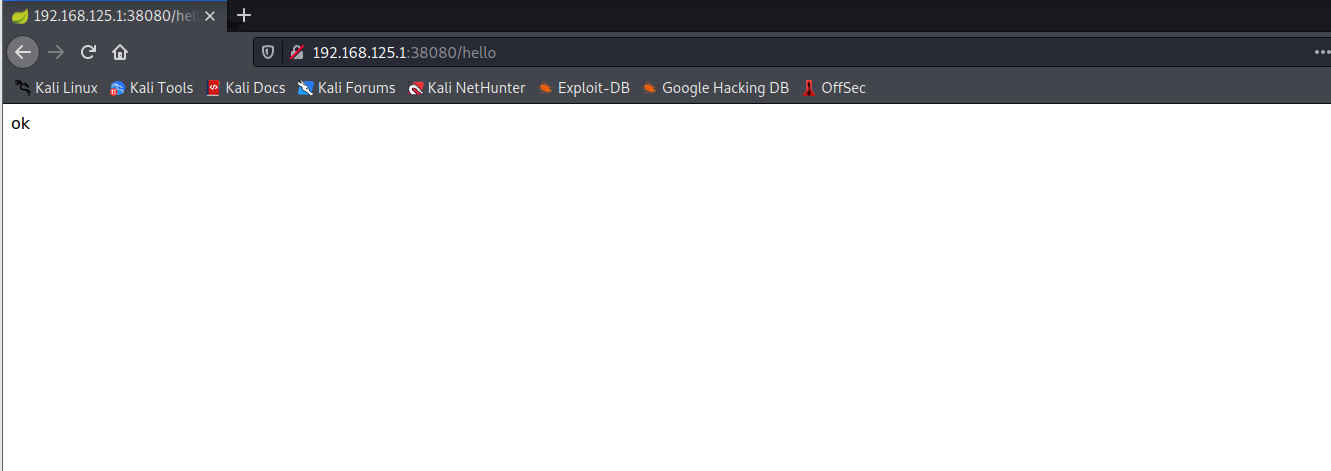 192.168.125.1:38080/hel
192.168.125.1:38080/hello
Kali Linux Kali Tools Kali Docs Kali Forums Kali NetHunter Exploit-DB Google Hacking DB OffSec
ok